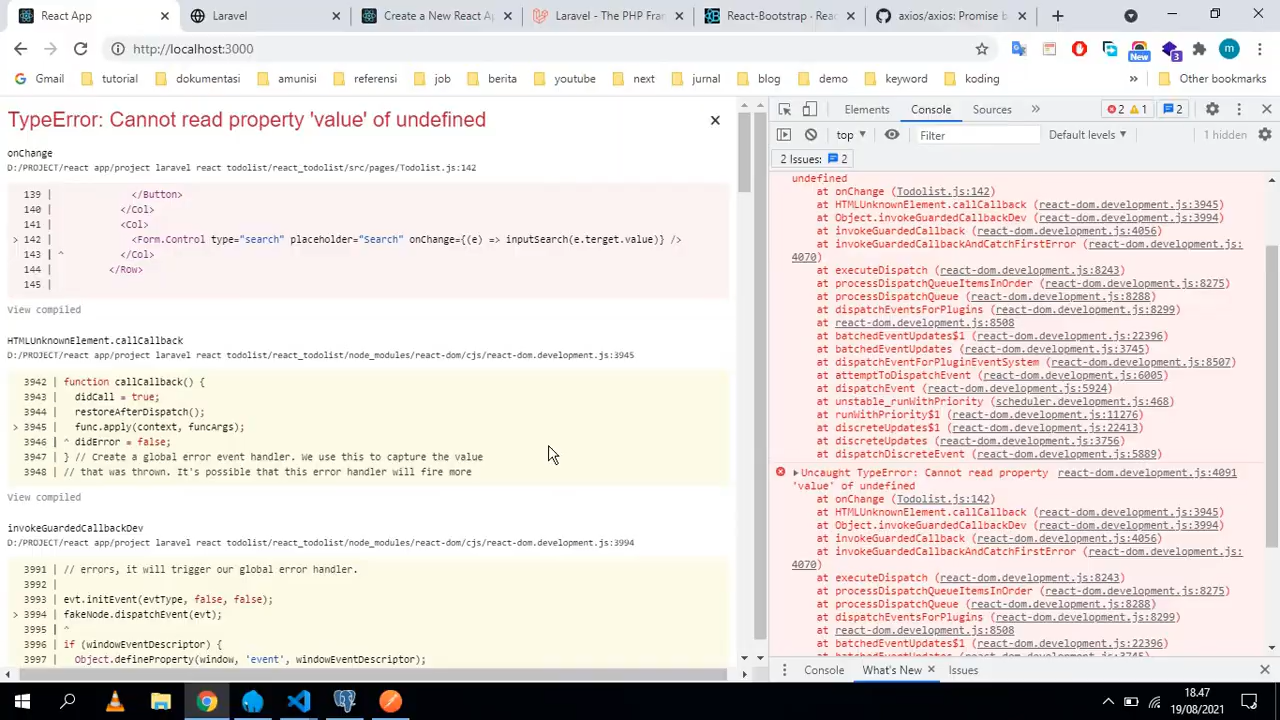 React App
Laravel
Create a New React Ap
Laravel - The PHP Fran
React-Bootstrap · Reac
axios/axios: Promise b
http://localhost:3000
New
3
m
Gmail
tutorial
dokumentasi
amunisi
referensi
job
berita
youtube
next
jurnal
blog
demo
keyword
koding
»
Other bookmarks
TypeError: Cannot read property 'value' of undefined
onChange
D:/PROJECT/react app/project laravel react todolist/react_todolist/src/pages/Todolist.js:142
139 | </Button>
140 | </Col>
141 | <Col>
> 142 | <Form.Control type="search" placeholder="Search" onChange={(e) => inputSearch(e.terget.value)} />
143 | ^ </Col>
144 | </Row>
145 |
View compiled
HTMLUnknownElement.callCallback
D:/PROJECT/react app/project laravel react todolist/react_todolist/node_modules/react-dom/cjs/react-dom.development.js:3945
3942 | function callCallback() {
3943 | didCall = true;
3944 | restoreAfterDispatch();
> 3945 | func.apply(context, funcArgs);
3946 | ^ didError = false;
3947 | } // Create a global error event handler. We use this to capture the value
3948 | // that was thrown. It's possible that this error handler will fire more
View compiled
invokeGuardedCallbackDev
D:/PROJECT/react app/project laravel react todolist/react_todolist/node_modules/react-dom/cjs/react-dom.development.js:3994
3991 | // errors, it will trigger our global error handler.
3992 |
3993 | evt.initEvent(evtType, false, false);
> 3994 | fakeNode.dispatchEvent(evt);
3995 | ^
3996 | if (windowEventDescriptor) {
3997 | Object.defineProperty(window, 'event', windowEventDescriptor);
Elements
Console
Sources
»
2
1
2
top
Filter
Default levels
1 hidden
2 Issues:
2
undefined
at onChange (Todolist.js:142)
at HTMLUnknownElement.callCallback (react-dom.development.js:3945)
at Object.invokeGuardedCallbackDev (react-dom.development.js:3994)
at invokeGuardedCallback (react-dom.development.js:4056)
at invokeGuardedCallbackAndCatchFirstError (react-dom.development.js:
4070)
at executeDispatch (react-dom.development.js:8243)
at processDispatchQueueItemsInOrder (react-dom.development.js:8275)
at processDispatchQueue (react-dom.development.js:8288)
at dispatchEventsForPlugins (react-dom.development.js:8299)
at react-dom.development.js:8508
at batchedEventUpdates$1 (react-dom.development.js:22396)
at batchedEventUpdates (react-dom.development.js:3745)
at dispatchEventForPluginEventSystem (react-dom.development.js:8507)
at attemptToDispatchEvent (react-dom.development.js:6005)
at dispatchEvent (react-dom.development.js:5924)
at unstable_runWithPriority (scheduler.development.js:468)
at runWithPriority$1 (react-dom.development.js:11276)
at discreteUpdates$1 (react-dom.development.js:22413)
at discreteUpdates (react-dom.development.js:3756)
at dispatchDiscreteEvent (react-dom.development.js:5889)
Uncaught TypeError: Cannot read property react-dom.development.js:4091
'value' of undefined
at onChange (Todolist.js:142)
at HTMLUnknownElement.callCallback (react-dom.development.js:3945)
at Object.invokeGuardedCallbackDev (react-dom.development.js:3994)
at invokeGuardedCallback (react-dom.development.js:4056)
at invokeGuardedCallbackAndCatchFirstError (react-dom.development.js:
4070)
at executeDispatch (react-dom.development.js:8243)
at processDispatchQueueItemsInOrder (react-dom.development.js:8275)
at processDispatchQueue (react-dom.development.js:8288)
at dispatchEventsForPlugins (react-dom.development.js:8299)
at react-dom.development.js:8508
at batchedEventUpdates$1 (react-dom.development.js:22396)
at batchedEventUpdates (react-dom.development.js:3745)
Console
What's New
Issues
18.47
19/08/2021